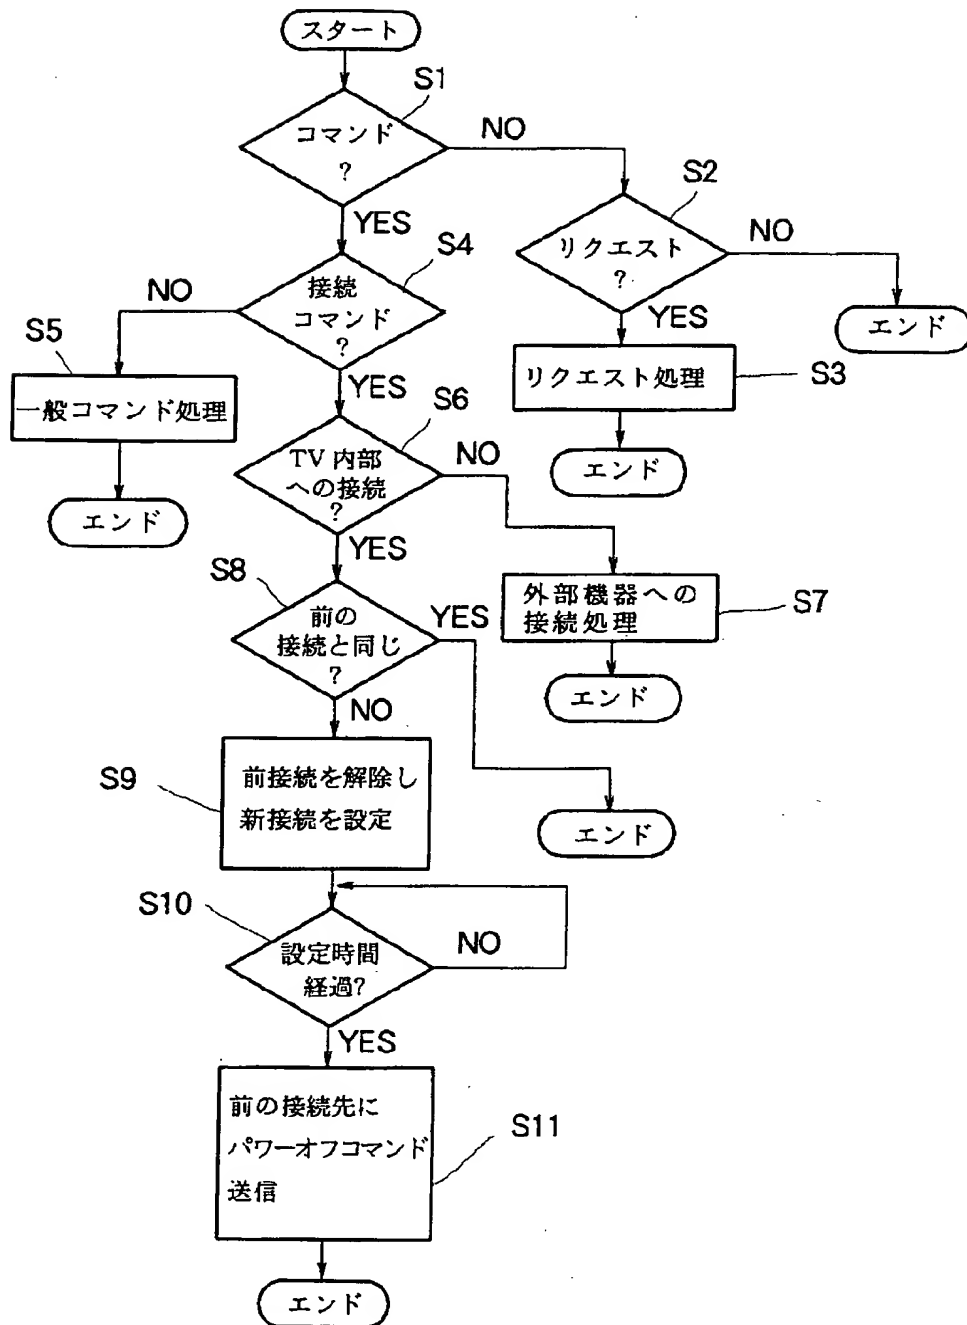 スタート
S1
コマンド
?
NO
YES
S2
リクエスト
?
NO
YES
エンド
S4
接続
コマンド
?
NO
YES
S5
一般コマンド処理
エンド
リクエスト処理
S3
エンド
S6
TV内部
への接続
?
NO
YES
外部機器への
接続処理
S7
エンド
S8
前の
接続と同じ
?
YES
NO
エンド
S9
前接続を解除し
新接続を設定
S10
設定時間
経過?
NO
YES
前の接続先に
パワーオフコマンド
送信
S11
エンド